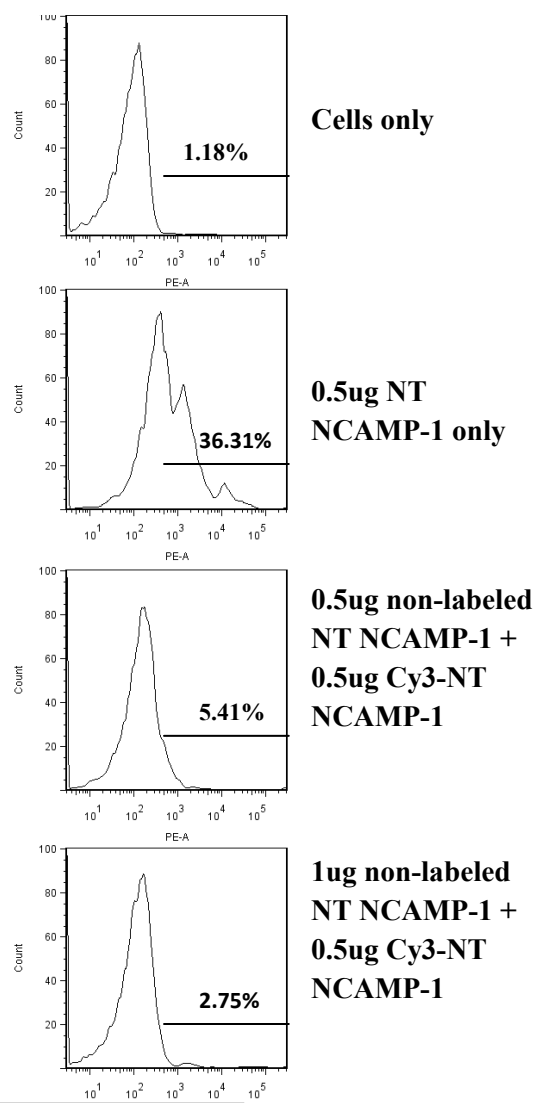 100
80
60
40
20
Count
1.18%
10^1 10^2 10^3 10^4 10^5
PE-A
Cells only
100
80
60
40
20
Count
36.31%
10^1 10^2 10^3 10^4 10^5
PE-A
0.5ug NT
NCAMP-1 only
100
80
60
40
20
Count
5.41%
10^1 10^2 10^3 10^4 10^5
PE-A
0.5ug non-labeled
NT NCAMP-1 +
0.5ug Cy3-NT
NCAMP-1
100
80
60
40
20
Count
2.75%
10^1 10^2 10^3 10^4 10^5
1ug non-labeled
NT NCAMP-1 +
0.5ug Cy3-NT
NCAMP-1